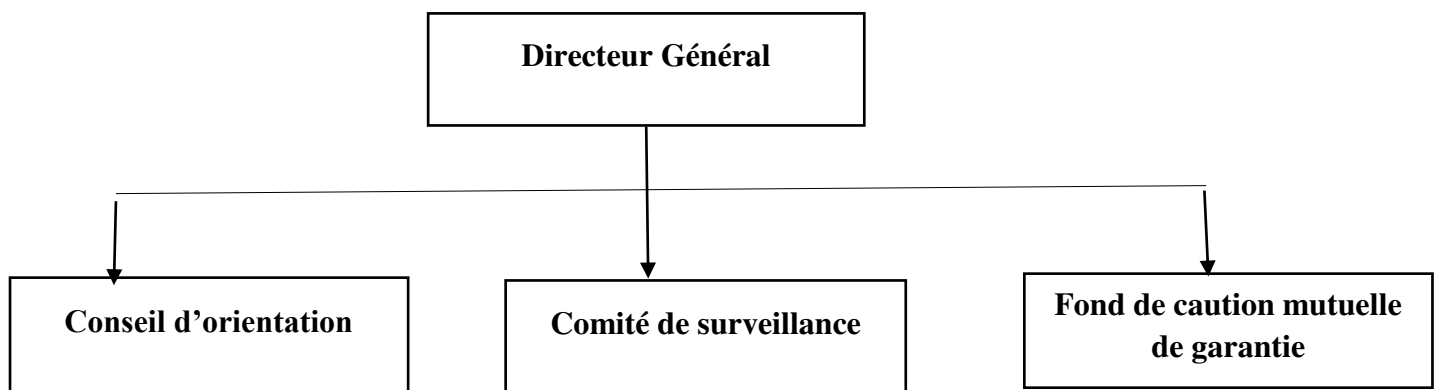 Directeur Général
Conseil d’orientation
Comité de surveillance
Fond de caution mutuelle
de garantie